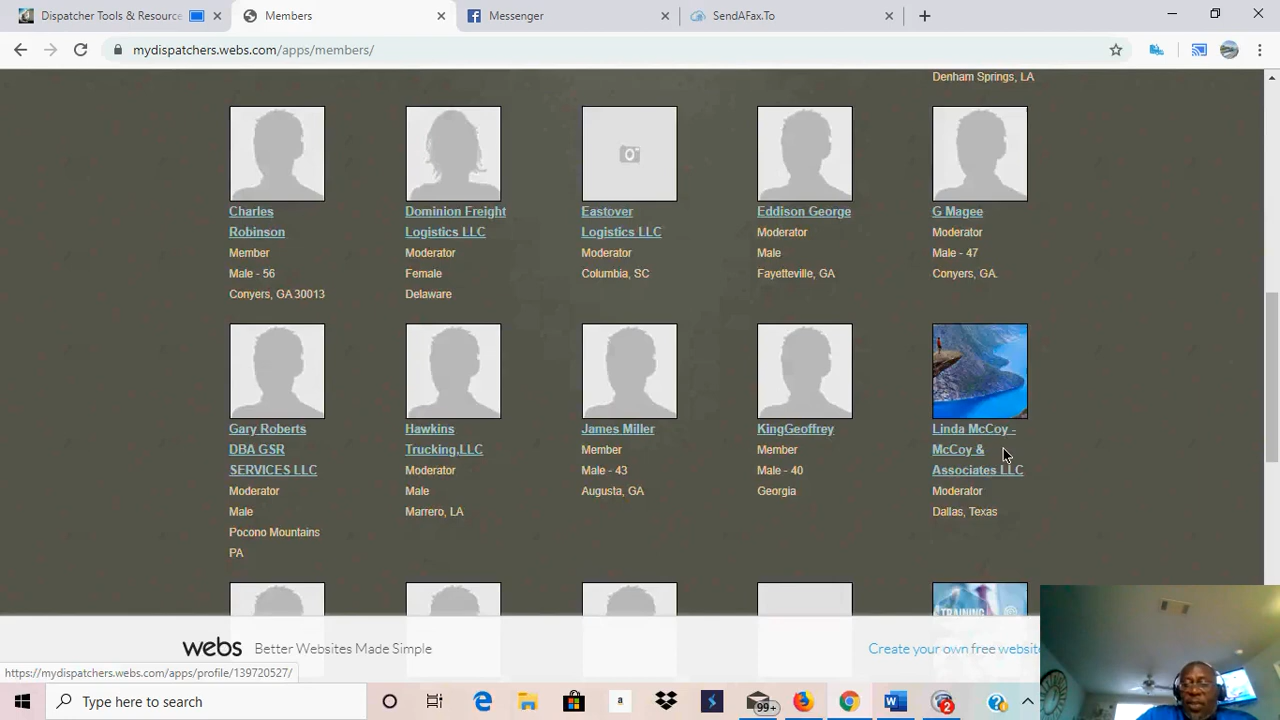 Dispatcher Tools & Resource
Members
Messenger
SendAFax.To
mydispatchers.webs.com/apps/members/
Denham Springs, LA
Charles
Robinson
Member
Male - 56
Conyers, GA 30013
Dominion Freight
Logistics LLC
Moderator
Female
Delaware
Eastover
Logistics LLC
Moderator
Columbia, SC
Eddison George
Moderator
Male
Fayetteville, GA
G Magee
Moderator
Male - 47
Conyers, GA.
Gary Roberts
DBA GSR
SERVICES LLC
Moderator
Male
Pocono Mountains
PA
Hawkins
Trucking,LLC
Moderator
Male
Marrero, LA
James Miller
Member
Male - 43
Augusta, GA
KingGeoffrey
Member
Male - 40
Georgia
Linda McCoy -
McCoy &
Associates LLC
Moderator
Dallas, Texas
TRAINING
webs Better Websites Made Simple
Create your own free website
https://mydispatchers.webs.com/apps/profile/139720527/
Type here to search
a
99+
2